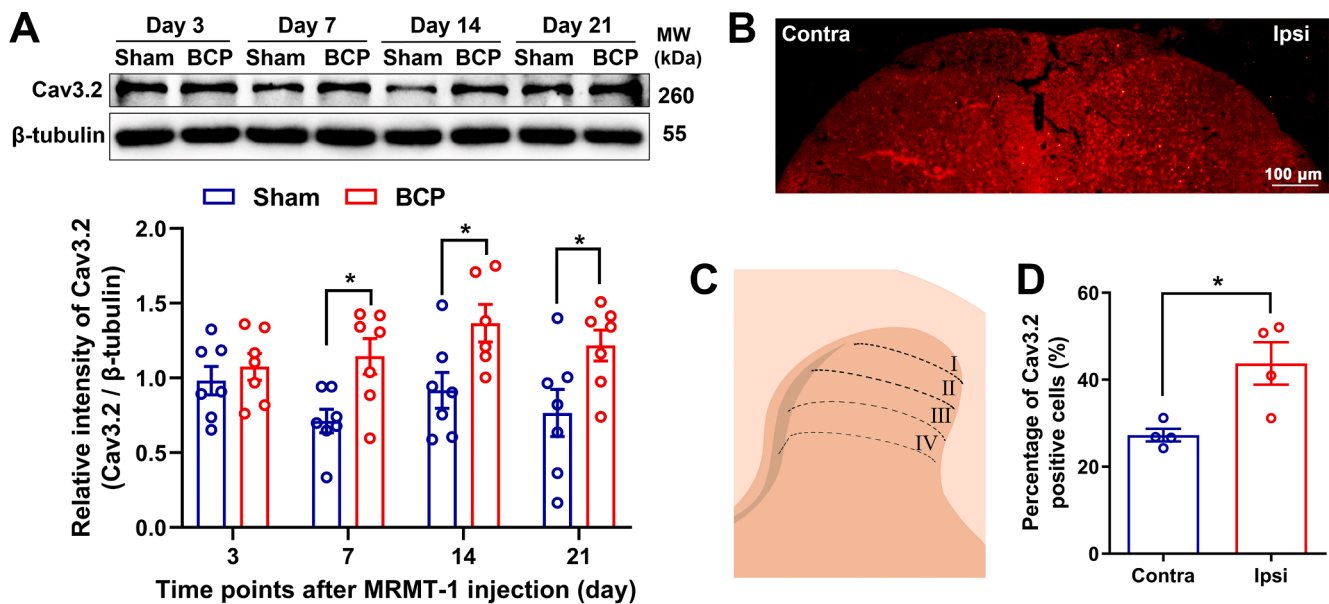 A
Day 3 Day 7 Day 14 Day 21
MW
(kDa)
Sham BCP Sham BCP Sham BCP Sham BCP
Cav3.2
260
β-tubulin
55
Sham BCP
Relative intensity of Cav3.2
(Cav3.2 / β-tubulin)
2.0
1.5
1.0
0.5
0.0
* * *
3 7 14 21
Time points after MRMT-1 injection (day)
B
Contra Ipsi
100 μm
C
I
II
III
IV
D
Percentage of Cav3.2
positive cells (%)
60
40
20
0
*
Contra Ipsi